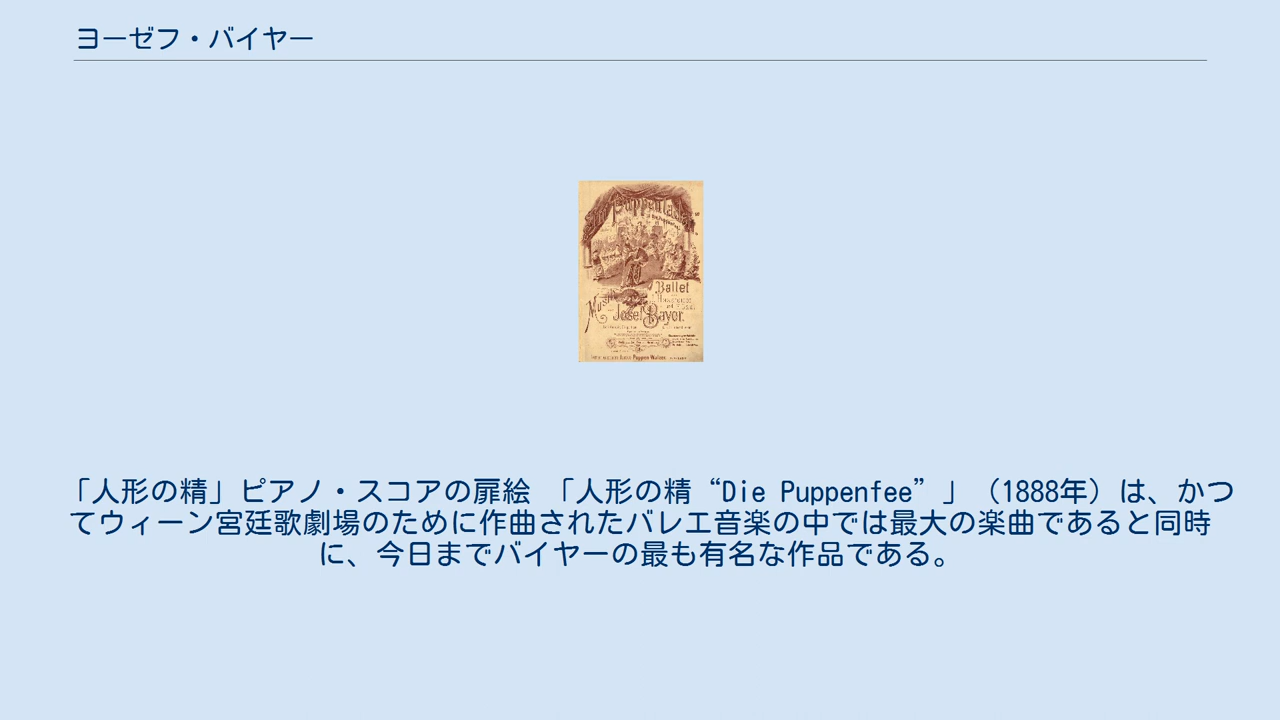 ヨーゼフ・バイヤー
Ballet
Josef Bayer.
Puppen Walzer
「人形の精」ピアノ・スコアの扉絵 「人形の精“Die Puppenfee”」（1888年）は、かつ
てウィーン宮廷歌劇場のために作曲されたバレエ音楽の中では最大の楽曲であると同時
に、今日までバイヤーの最も有名な作品である。